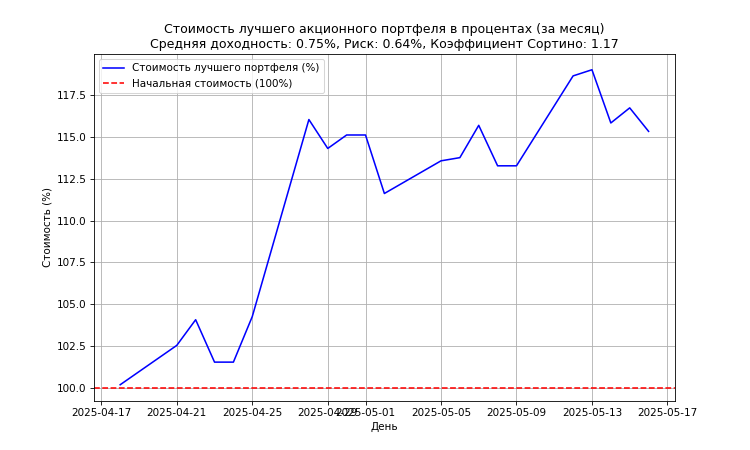 Стоимость лучшего акционного портфеля в процентах (за месяц)
Средняя доходность: 0.75%, Риск: 0.64%, Коэффициент Сортино: 1.17
Стоимость лучшего портфеля (%)
Начальная стоимость (100%)
Стоимость (%)
117.5
115.0
112.5
110.0
107.5
105.0
102.5
100.0
2025-04-17 2025-04-21 2025-04-25 2025-04-29 2025-05-01 2025-05-05 2025-05-09 2025-05-13 2025-05-17
День